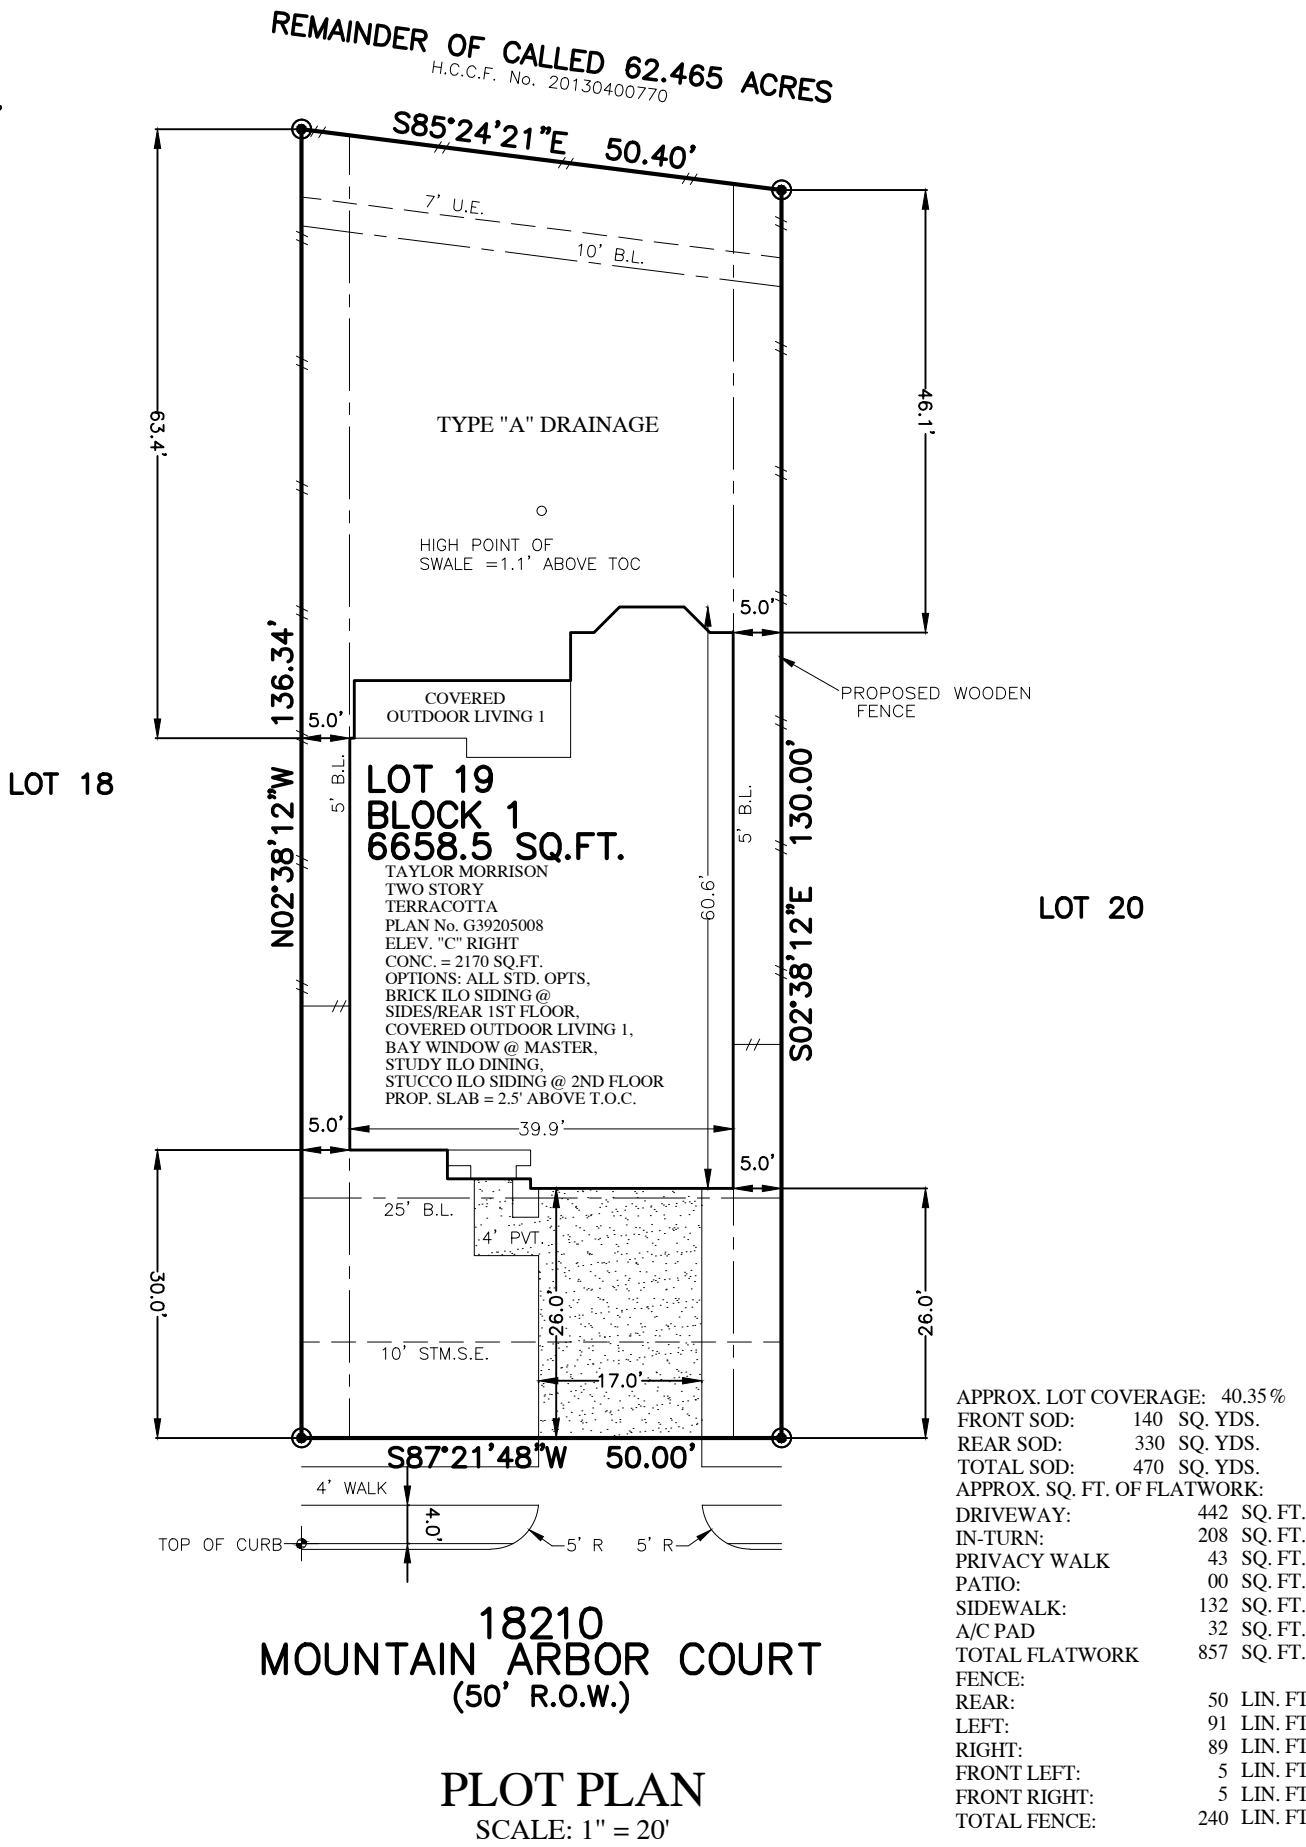 REMAINDER OF CALLED 62.465 ACRES
H.C.C.F. No. 20130400770
S85°24'21"E 50.40'
7' U.E.
10' B.L.
63.4'
46.1'
TYPE "A" DRAINAGE
HIGH POINT OF
SWALE =1.1' ABOVE TOC
5.0'
N02°38'12"W 136.34'
PROPOSED WOODEN
FENCE
COVERED
OUTDOOR LIVING 1
5.0'
LOT 18
5' B.L.
LOT 19
BLOCK 1
6658.5 SQ.FT.
5' B.L.
S02°38'12"E 130.00'
LOT 20
TAYLOR MORRISON
TWO STORY
TERRACOTTA
PLAN No. G39205008
ELEV. "C" RIGHT
CONC. = 2170 SQ.FT.
OPTIONS: ALL STD. OPTS,
BRICK ILO SIDING @
SIDES/REAR 1ST FLOOR,
COVERED OUTDOOR LIVING 1,
BAY WINDOW @ MASTER,
STUDY ILO DINING,
STUCCO ILO SIDING @ 2ND FLOOR
PROP. SLAB = 2.5' ABOVE T.O.C.
60.6'
5.0'
39.9'
5.0'
25' B.L.
4' PVT.
30.0'
26.0'
26.0'
10' STM.S.E.
17.0'
S87°21'48"W 50.00'
4' WALK
4.0'
TOP OF CURB
5' R
5' R
18210
MOUNTAIN ARBOR COURT
(50' R.O.W.)
PLOT PLAN
SCALE: 1" = 20'
APPROX. LOT COVERAGE: 40.35%
FRONT SOD: 140 SQ. YDS.
REAR SOD: 330 SQ. YDS.
TOTAL SOD: 470 SQ. YDS.
APPROX. SQ. FT. OF FLATWORK:
DRIVEWAY: 442 SQ. FT.
IN-TURN: 208 SQ. FT.
PRIVACY WALK 43 SQ. FT.
PATIO: 00 SQ. FT.
SIDEWALK: 132 SQ. FT.
A/C PAD 32 SQ. FT.
TOTAL FLATWORK 857 SQ. FT.
FENCE:
REAR: 50 LIN. FT
LEFT: 91 LIN. FT
RIGHT: 89 LIN. FT
FRONT LEFT: 5 LIN. FT
FRONT RIGHT: 5 LIN. FT
TOTAL FENCE: 240 LIN. FT